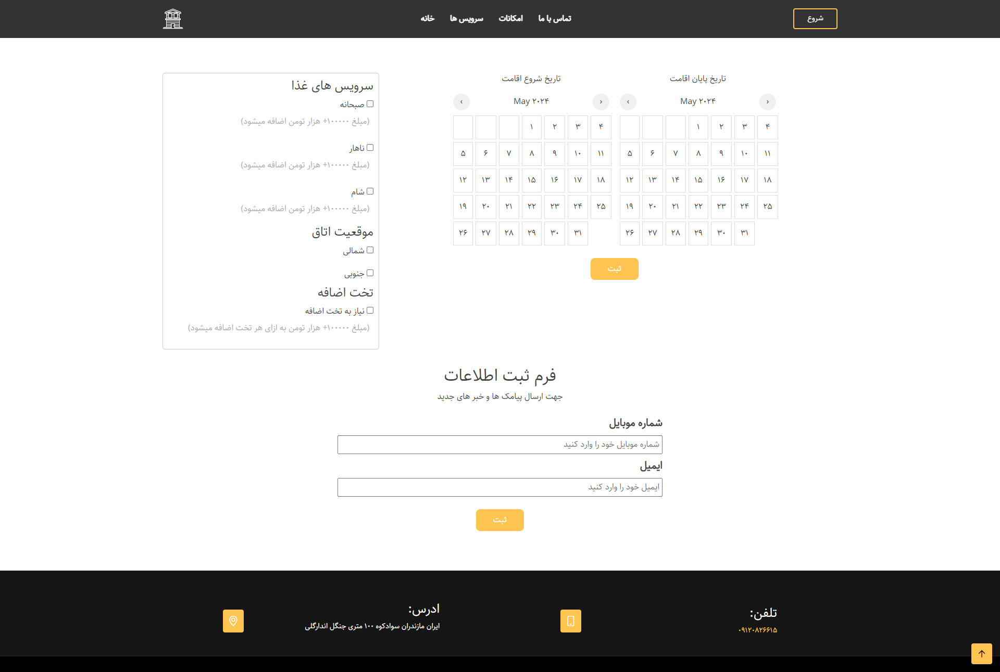 شروع
تماس با ما
امکانات
سرویس ها
خانه
تاریخ پایان اقامت
‹ May ۲۰۲۴ ›
۱ ۲ ۳ ۴
۵ ۶ ۷ ۸ ۹ ۱۰ ۱۱
۱۲ ۱۳ ۱۴ ۱۵ ۱۶ ۱۷ ۱۸
۱۹ ۲۰ ۲۱ ۲۲ ۲۳ ۲۴ ۲۵
۲۶ ۲۷ ۲۸ ۲۹ ۳۰ ۳۱
تاریخ شروع اقامت
‹ May ۲۰۲۴ ›
۱ ۲ ۳ ۴
۵ ۶ ۷ ۸ ۹ ۱۰ ۱۱
۱۲ ۱۳ ۱۴ ۱۵ ۱۶ ۱۷ ۱۸
۱۹ ۲۰ ۲۱ ۲۲ ۲۳ ۲۴ ۲۵
۲۶ ۲۷ ۲۸ ۲۹ ۳۰ ۳۱
ثبت
سرویس های غذا
صبحانه
(مبلغ ۱۰۰۰۰۰+ هزار تومن اضافه میشود)
ناهار
(مبلغ ۱۰۰۰۰۰+ هزار تومن اضافه میشود)
شام
(مبلغ ۱۰۰۰۰۰+ هزار تومن اضافه میشود)
موقعیت اتاق
شمالی
جنوبی
تخت اضافه
نیاز به تخت اضافه
(مبلغ ۱۰۰۰۰۰+ هزار تومن به ازای هر تخت اضافه میشود)
فرم ثبت اطلاعات
جهت ارسال پیامک ها و خبر های جدید
شماره موبایل
شماره موبایل خود را وارد کنید
ایمیل
ایمیل خود را وارد کنید
ثبت
تلفن:
۰۹۱۲۰۸۲۶۶۱۵
ادرس:
ایران مازندران سوادکوه ۱۰۰ متری جنگل اندارگلی